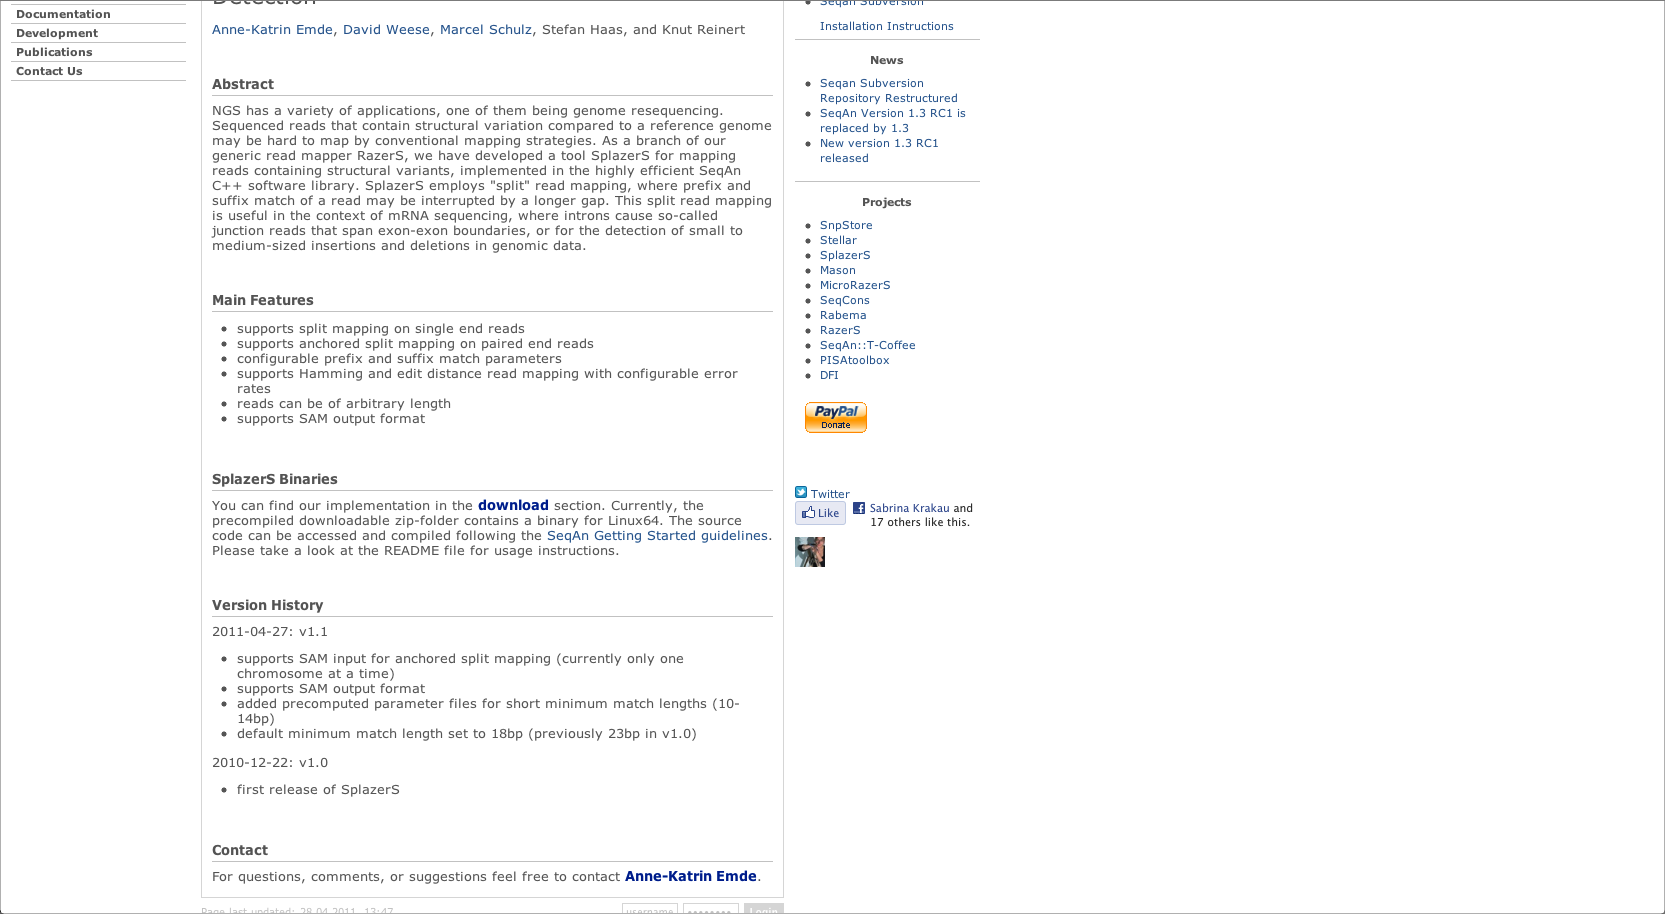 Documentation
Development
Publications
Contact Us
Detection
Anne-Katrin Emde, David Weese, Marcel Schulz, Stefan Haas, and Knut Reinert
Abstract
NGS has a variety of applications, one of them being genome resequencing.
Sequenced reads that contain structural variation compared to a reference genome
may be hard to map by conventional mapping strategies. As a branch of our
generic read mapper RazerS, we have developed a tool SplazerS for mapping
reads containing structural variants, implemented in the highly efficient SeqAn
C++ software library. SplazerS employs "split" read mapping, where prefix and
suffix match of a read may be interrupted by a longer gap. This split read mapping
is useful in the context of mRNA sequencing, where introns cause so-called
junction reads that span exon-exon boundaries, or for the detection of small to
medium-sized insertions and deletions in genomic data.
Main Features
supports split mapping on single end reads
supports anchored split mapping on paired end reads
configurable prefix and suffix match parameters
supports Hamming and edit distance read mapping with configurable error
rates
reads can be of arbitrary length
supports SAM output format
SplazerS Binaries
You can find our implementation in the download section. Currently, the
precompiled downloadable zip-folder contains a binary for Linux64. The source
code can be accessed and compiled following the SeqAn Getting Started guidelines.
Please take a look at the README file for usage instructions.
Version History
2011-04-27: v1.1
supports SAM input for anchored split mapping (currently only one
chromosome at a time)
supports SAM output format
added precomputed parameter files for short minimum match lengths (10-
14bp)
default minimum match length set to 18bp (previously 23bp in v1.0)
2010-12-22: v1.0
first release of SplazerS
Contact
For questions, comments, or suggestions feel free to contact Anne-Katrin Emde.
Page last updated: 28.04.2011, 13:47
username
Login
Seqan Subversion
Installation Instructions
News
Seqan Subversion
Repository Restructured
SeqAn Version 1.3 RC1 is
replaced by 1.3
New version 1.3 RC1
released
Projects
SnpStore
Stellar
SplazerS
Mason
MicroRazerS
SeqCons
Rabema
RazerS
SeqAn::T-Coffee
PISAtoolbox
DFI
PayPal
Donate
Twitter
Like
Sabrina Krakau and
17 others like this.